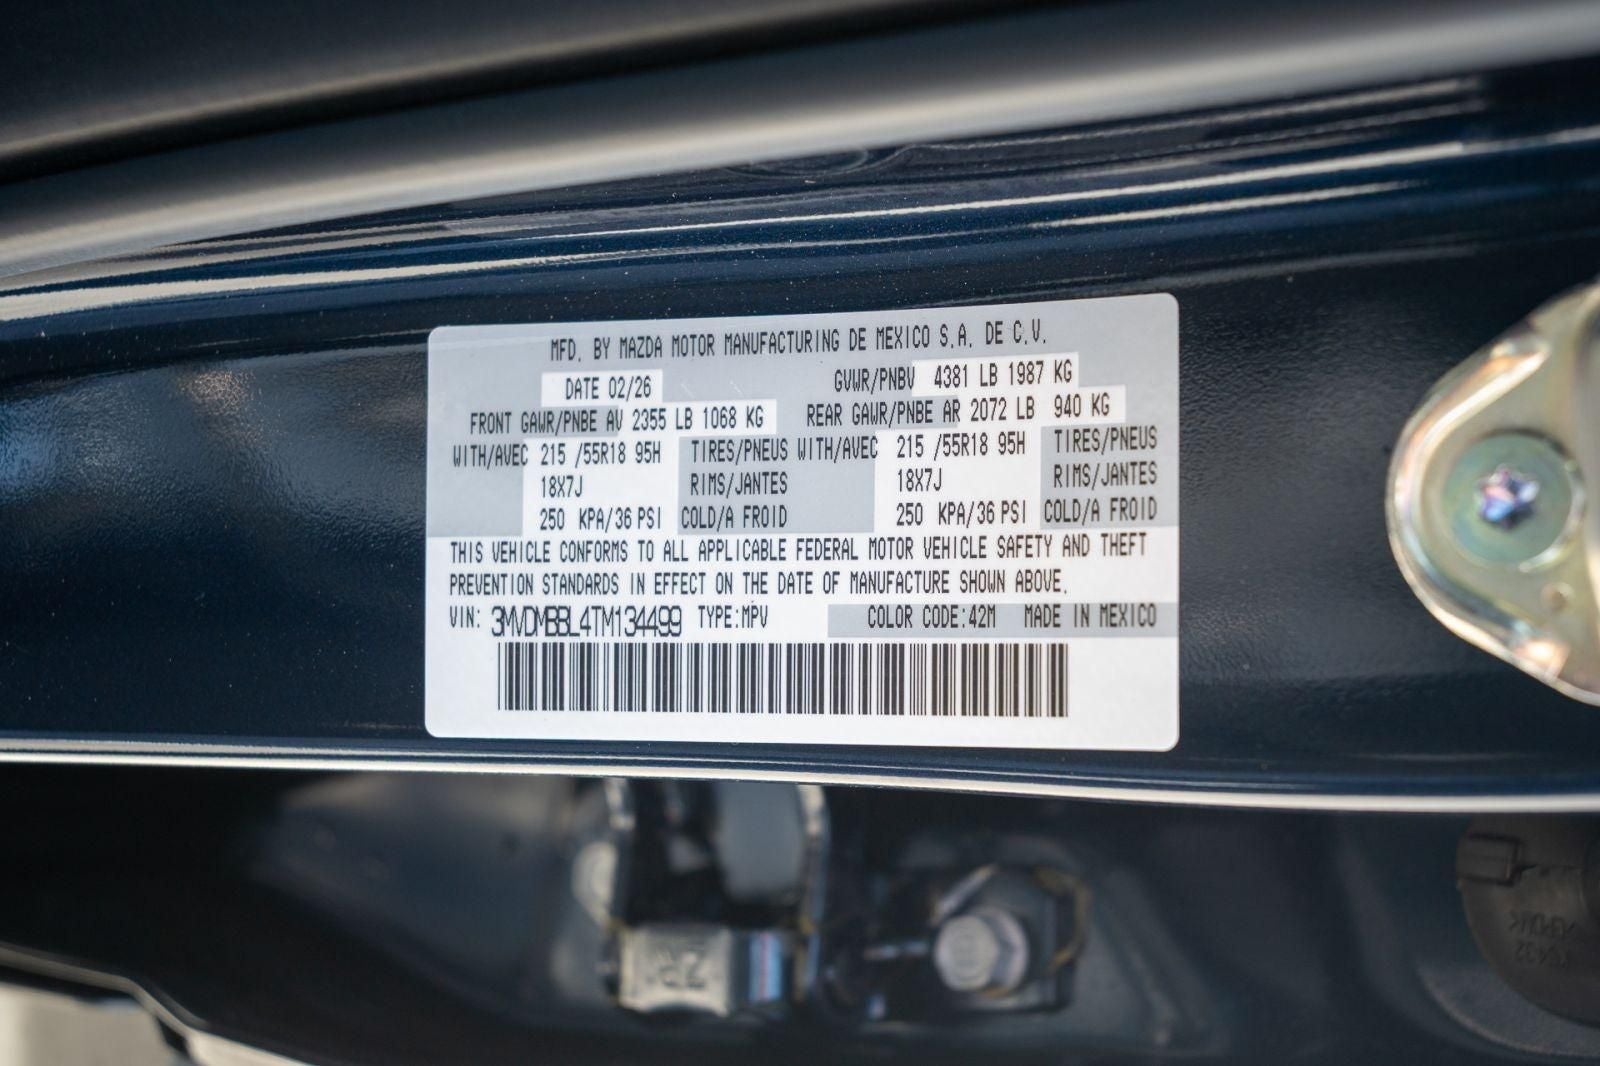 MFD. BY MAZDA MOTOR MANUFACTURING DE MEXICO S.A. DE C.V.
DATE 02/26 GVWR/PNBV 4381 LB 1987 KG
FRONT GAWR/PNBE AV 2355 LB 1068 KG REAR GAWR/PNBE AR 2072 LB 940 KG
WITH/AVEC 215 /55R18 95H TIRES/PNEUS WITH/AVEC 215 /55R18 95H TIRES/PNEUS
18X7J RIMS/JANTES 18X7J RIMS/JANTES
250 KPA/36 PSI COLD/A FROID 250 KPA/36 PSI COLD/A FROID
THIS VEHICLE CONFORMS TO ALL APPLICABLE FEDERAL MOTOR VEHICLE SAFETY AND THEFT
PREVENTION STANDARDS IN EFFECT ON THE DATE OF MANUFACTURE SHOWN ABOVE.
VIN: 3MVDMBBL4TM134499 TYPE:MPV COLOR CODE:42M MADE IN MEXICO